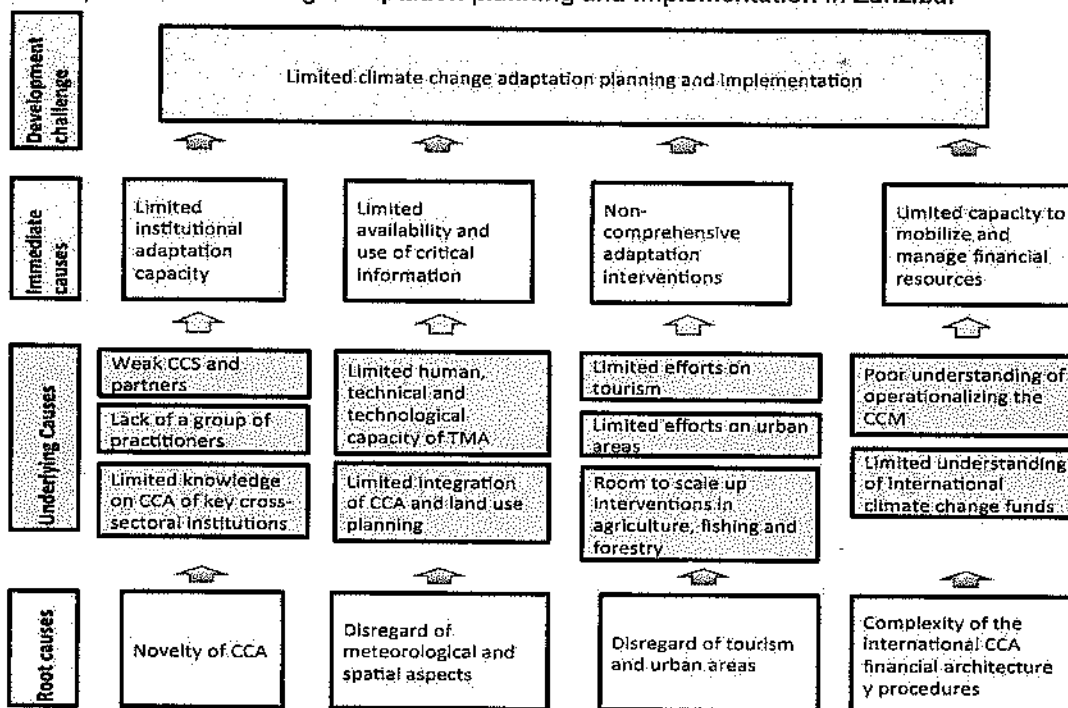 planning and implementation in Zanzibar
Development
challenge
Limited climate change adaptation planning and implementation
Immediate
causes
Limited
institutional
adaptation
capacity
Limited
availability and
use of critical
information
Non-
comprehensive
adaptation
interventions
Limited capacity to
mobilize and
manage financial
resources
Underlying Causes
Weak CCS and
partners
Lack of a group of
practitioners
Limited knowledge
on CCA of key cross-
sectoral institutions
Limited human,
technical and
technological
capacity of TMA
Limited integration
of CCA and land use
planning
Limited efforts on
tourism
Limited efforts on urban
areas
Room to scale up
interventions in
agriculture, fishing and
forestry
Poor understanding of
operationalizing the
CCM
Limited understanding
of International
climate change funds
Root causes
Novelty of CCA
Disregard of
meteorological and
spatial aspects
Disregard of tourism
and urban areas
Complexity of the
international CCA
financial architecture
y procedures